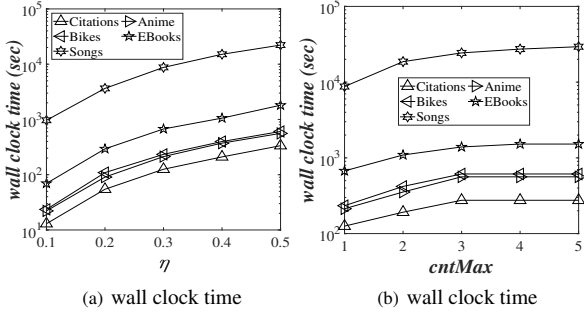 10^5
10^4
10^3
10^2
10^1
wall clock time (sec)
Citations
Anime
Bikes
EBooks
Songs
0.1 0.2 0.3 0.4 0.5
η
(a) wall clock time
10^5
10^4
10^3
10^2
wall clock time (sec)
Citations
Anime
Bikes
EBooks
Songs
1 2 3 4 5
cntMax
(b) wall clock time